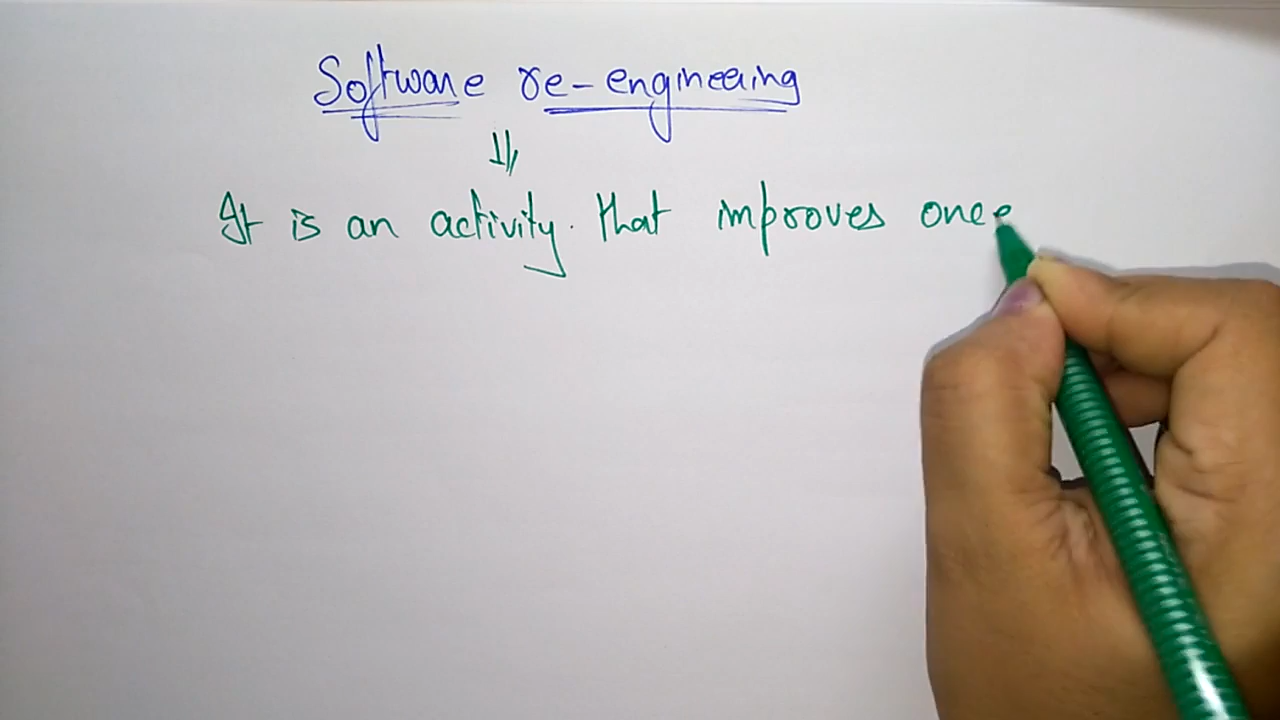 Software re-engineering
It is an activity. that improves one